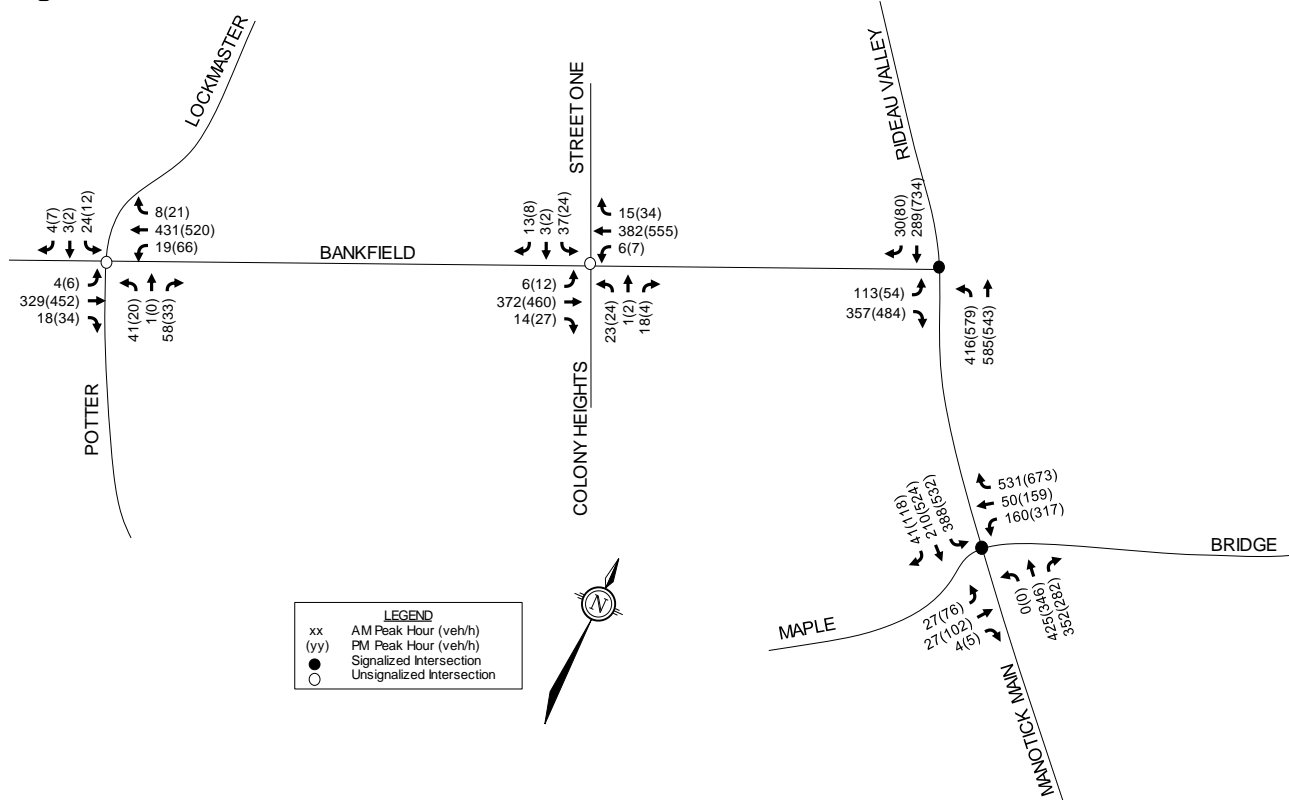 LOCKMASTER
4(7)
3(2)
24(12)
8(21)
431(520)
19(66)
4(6)
329(452)
18(34)
41(20)
1(0)
58(33)
POTTER
BANKFIELD
STREET ONE
13(8)
3(2)
37(24)
15(34)
382(555)
6(7)
6(12)
372(460)
14(27)
23(24)
1(2)
18(4)
COLONY HEIGHTS
RIDEAU VALLEY
30(80)
289(734)
113(54)
357(484)
416(579)
585(543)
41(118)
210(524)
388(532)
531(673)
50(159)
160(317)
BRIDGE
27(76)
27(102)
4(5)
0(0)
425(346)
352(282)
MAPLE
MANOTICK MAIN
LEGEND
xx AM Peak Hour (veh/h)
(yy) PM Peak Hour (veh/h)
Signalized Intersection
Unsignalized Intersection
N